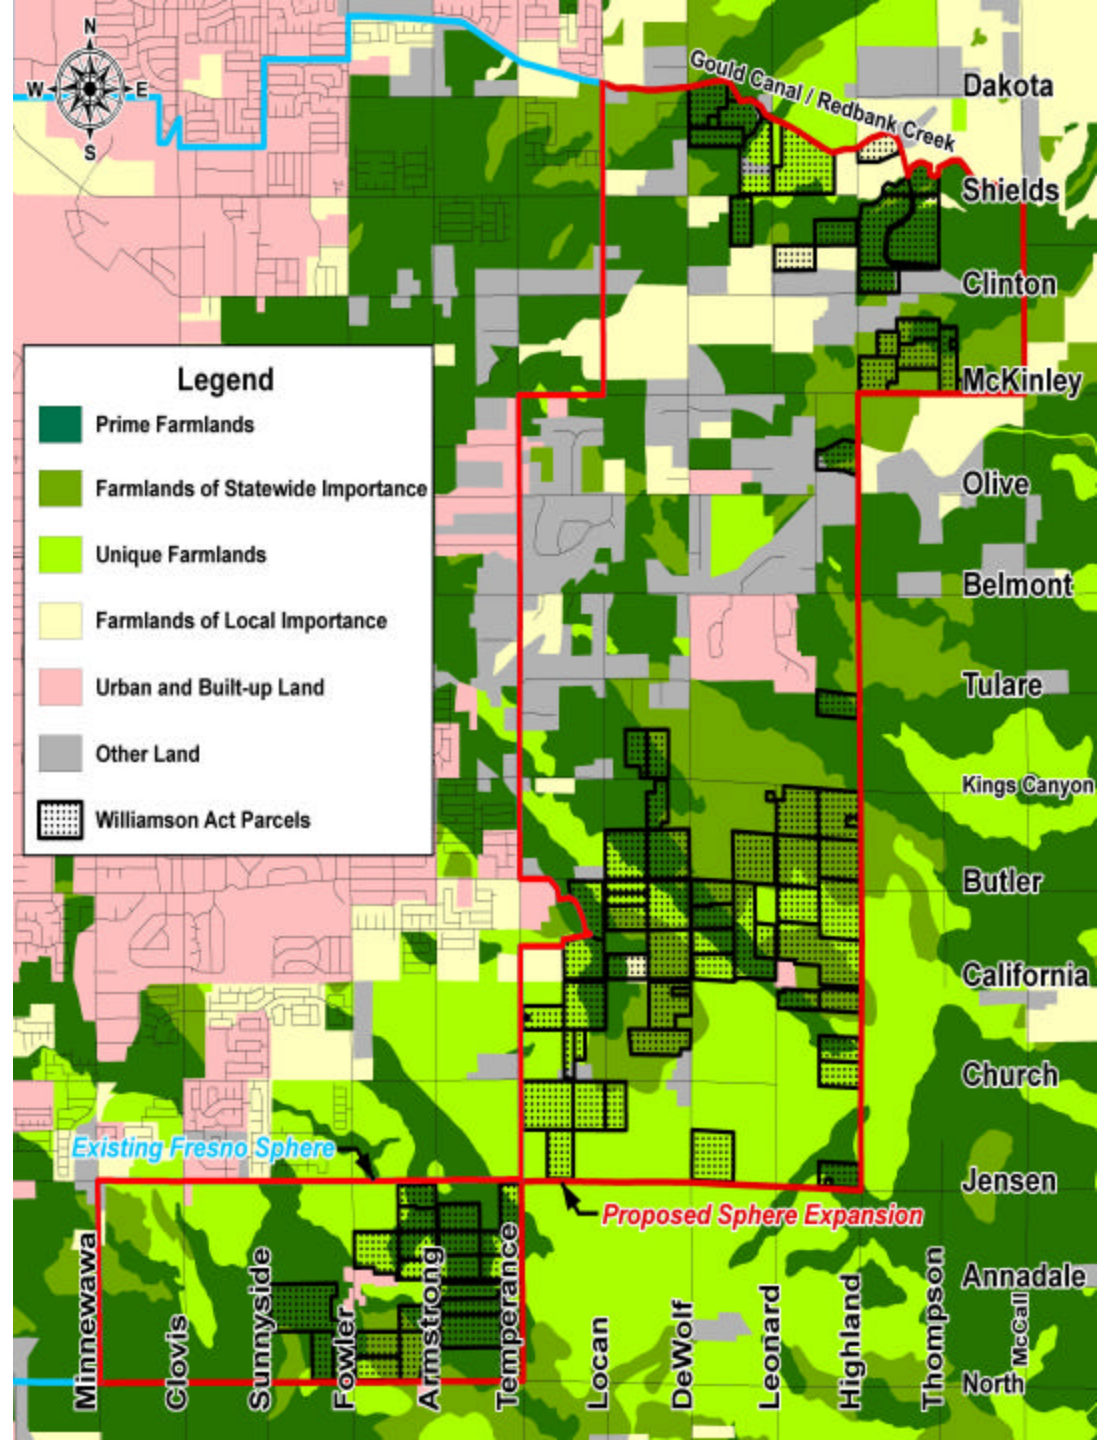 N
W E
S
Gould Canal / Redbank Creek
Dakota
Shields
Clinton
McKinley
Olive
Belmont
Tulare
Kings Canyon
Butler
California
Church
Jensen
Annadale
North
Legend
Prime Farmlands
Farmlands of Statewide Importance
Unique Farmlands
Farmlands of Local Importance
Urban and Built-up Land
Other Land
Williamson Act Parcels
Existing Fresno Sphere
Proposed Sphere Expansion
Minnewawa
Clovis
Sunnyside
Fowler
Armstrong
Temperance
Locan
DeWolf
Leonard
Highland
Thompson
McCall